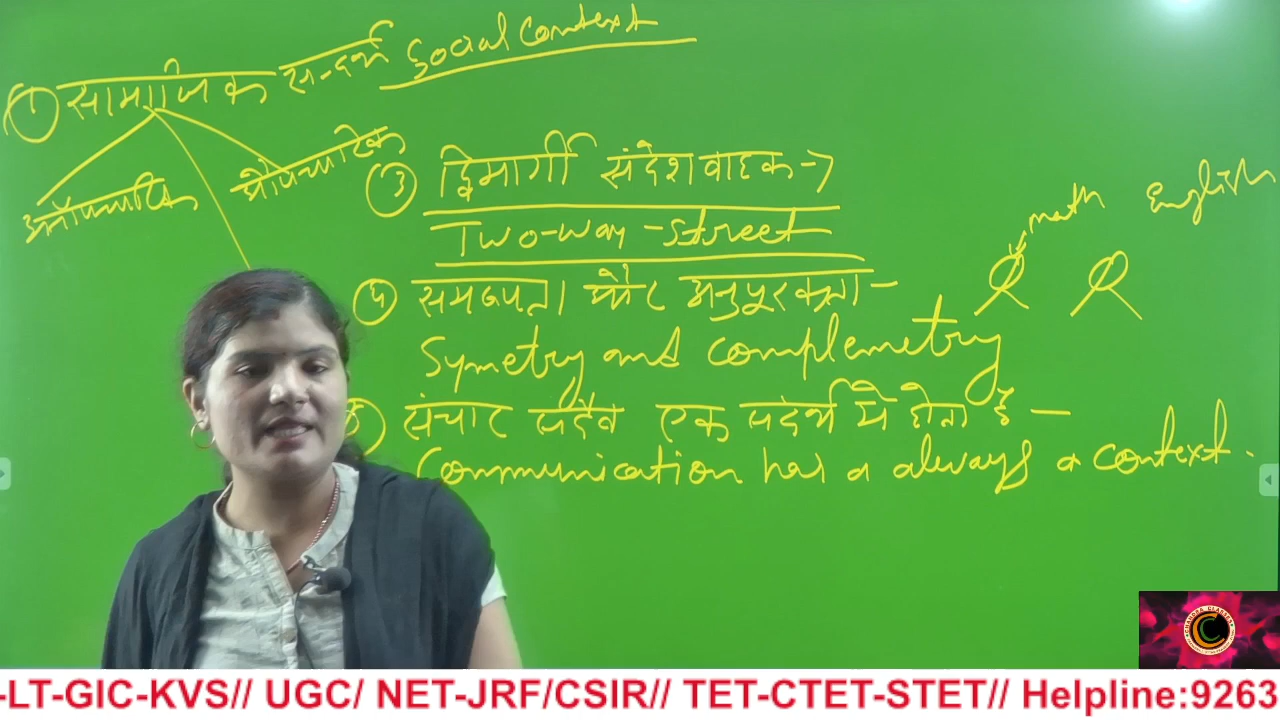 ① सामाजिक सन्दर्भ Social Context
अनौपचारिक औपचारिक
③ द्विमार्गी संदेशवाहक →
Two-way-Street
math English
④ समरूपता और अनुपूरकता -
Symetry and complemetry
संचार सदैव एक संदर्भ में होता है -
Communication has a always a context.
CHANDRA CLASSES
-LT-GIC-KVS// UGC/ NET-JRF/CSIR// TET-CTET-STET// Helpline:9263